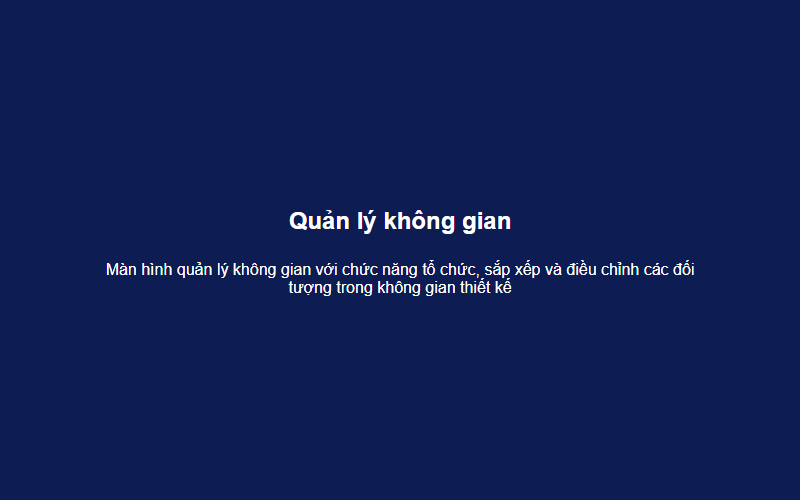 Quản lý không gian
Màn hình quản lý không gian với chức năng tổ chức, sắp xếp và điều chỉnh các đối
tượng trong không gian thiết kế